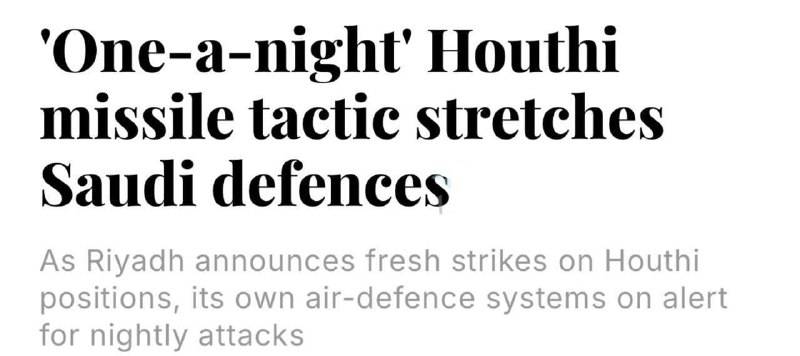 'One-a-night' Houthi
missile tactic stretches
Saudi defences
As Riyadh announces fresh strikes on Houthi
positions, its own air-defence systems on alert
for nightly attacks